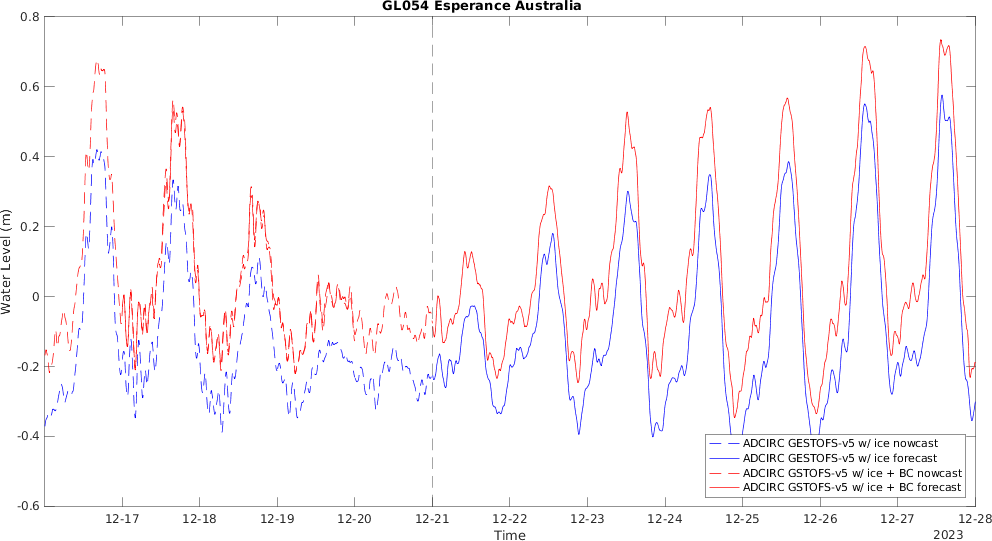 GL054 Esperance Australia
0.8
0.6
0.4
0.2
0
-0.2
-0.4
-0.6
Water Level (m)
ADCIRC GESTOFS-v5 w/ ice nowcast
ADCIRC GESTOFS-v5 w/ ice forecast
ADCIRC GSTOFS-v5 w/ ice + BC nowcast
ADCIRC GSTOFS-v5 w/ ice + BC forecast
12-17 12-18 12-19 12-20 12-21 12-22 12-23 12-24 12-25 12-26 12-27 12-28
Time
2023